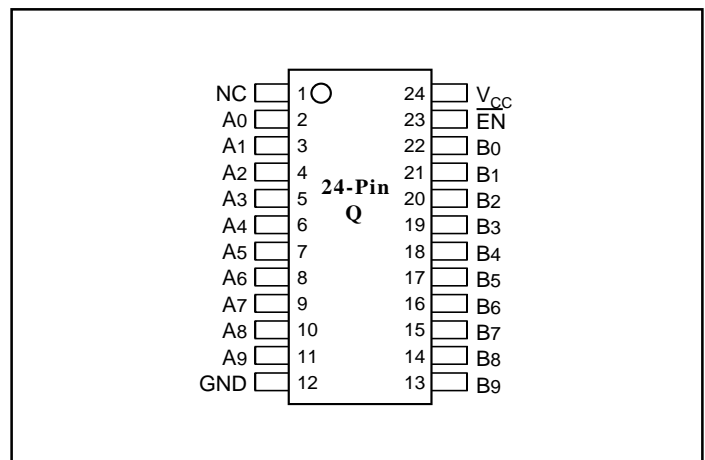 NC 1 24 VCC
A0 2 23 EN
A1 3 22 B0
A2 4 21 B1
A3 5 20 B2
A4 6 19 B3
A5 7 18 B4
A6 8 17 B5
A7 9 16 B6
A8 10 15 B7
A9 11 14 B8
GND 12 13 B9
24-Pin
Q